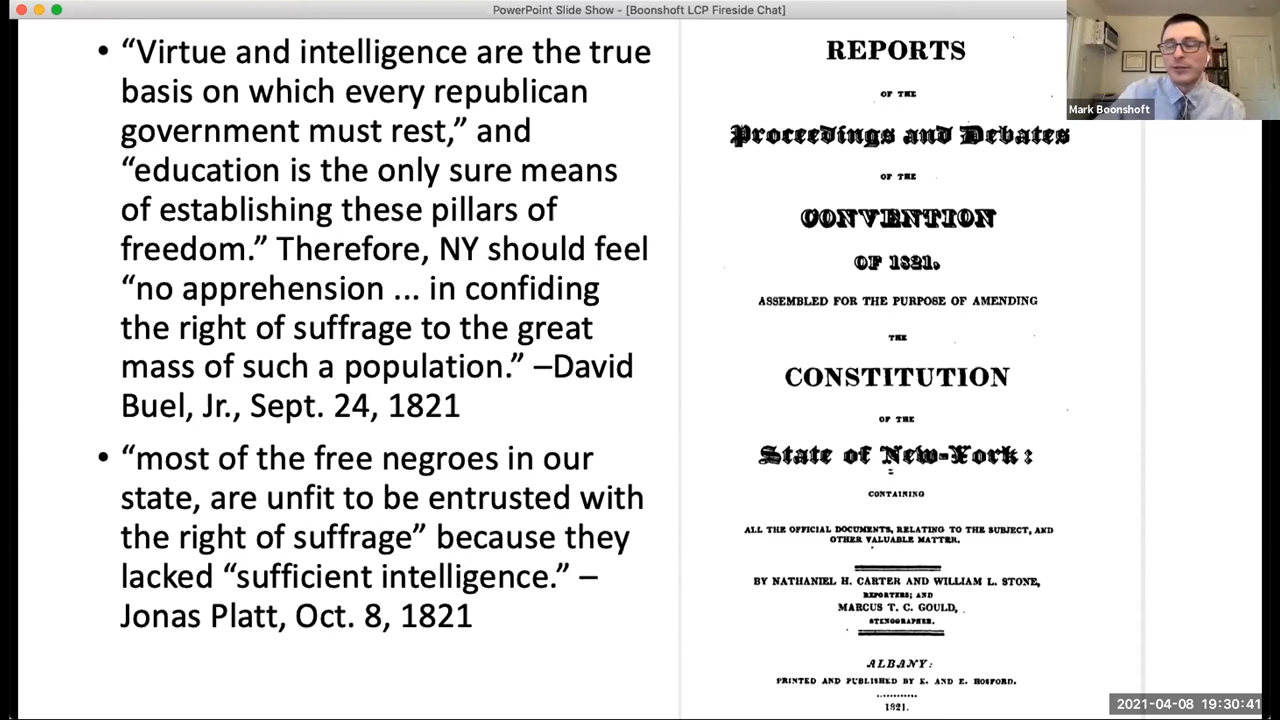 PowerPoint Slide Show - [Boonshoft LCP Fireside Chat]
• “Virtue and intelligence are the true
basis on which every republican
government must rest,” and
“education is the only sure means
of establishing these pillars of
freedom.” Therefore, NY should feel
“no apprehension ... in confiding
the right of suffrage to the great
mass of such a population.” –David
Buel, Jr., Sept. 24, 1821
• “most of the free negroes in our
state, are unfit to be entrusted with
the right of suffrage” because they
lacked “sufficient intelligence.” –
Jonas Platt, Oct. 8, 1821
REPORTS
OF THE
Proceedings and Debates
OF THE
CONVENTION
OF 1821.
ASSEMBLED FOR THE PURPOSE OF AMENDING
THE
CONSTITUTION
OF THE
State of New-York:
CONTAINING
ALL THE OFFICIAL DOCUMENTS, RELATING TO THE SUBJECT, AND
OTHER VALUABLE MATTER.
BY NATHANIEL H. CARTER AND WILLIAM L. STONE,
REPORTERS; AND
MARCUS T. C. GOULD,
STENOGRAPHER.
ALBANY:
PRINTED AND PUBLISHED BY E. AND E. HOSFORD.
1821.
Mark Boonshoft
2021-04-08 19:30:41